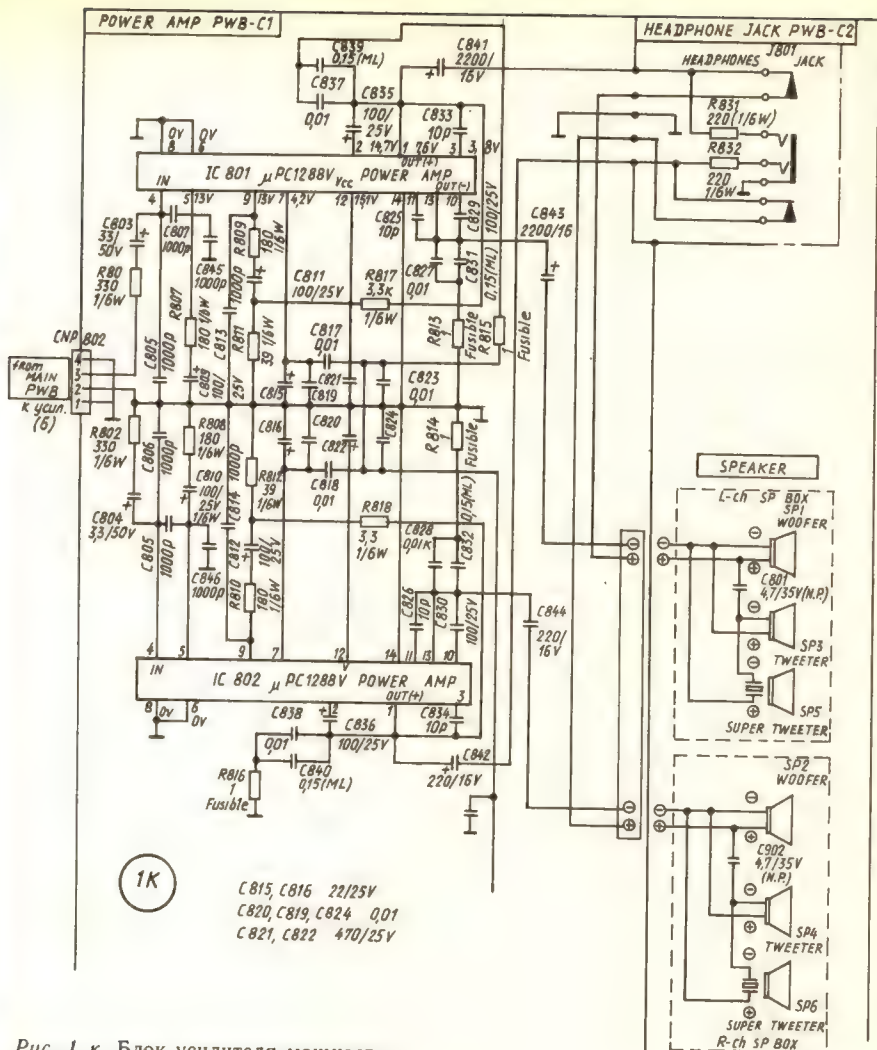 POWER AMP PWB-C1
HEADPHONE JACK PWB-C2
C839
0,15(ML)
C837
0,01
C835
100/
25V
C841
2200/
16V
C833
10p
HEADPHONES
J801
JACK
R831
220 (1/6W)
R832
220
1/6W
0V
8
0V
6
2 14,7V
1 7,6V
OUT(+)
3
3,8V
IC 801 μPC1288V VCC POWER AMP
OUT(-)
IN
4
5
13V
9
13V
7
4,2V
12
15,1V
14
11
13
10
C803
33/
50V
C807
1000p
C845
1000p
R80
330
1/6W
R807
180 1/6W
C805
1000p
C809
100/
25V
C813
1000p
R809
180
1/6W
C811
100/25V
R811
39 1/6W
R817
3,3K
1/6W
C825
10p
C829
100/25V
C827
0,01
C831
0,15(ML)
C843
2200/16
R813
1
Fusible
R815
1
Fusible
C817
0,01
C815
C821
C819
C823
0,01
CNP802
from
MAIN
PWB
4
3
2
1
к усил.
(б)
R802
330
1/6W
C806
1000p
R808
180
1/6W
C810
100/
25V
1/6W
C814
1000p
C816
C820
C822
C824
C818
0,01
R814
1
Fusible
R812
39
1/6W
C812
100/
25V
R810
180
1/6W
R818
3,3
1/6W
C828
0,01K
C832
0,15(ML)
C826
10p
C830
100/25V
C844
220/
16V
C804
3,3/50V
C805
1000p
C846
1000p
4
IN
5
9
7
12
V
14
11
13
10
IC 802 μPC1288V POWER AMP
OUT(+)
3
8
0V
6
0V
2
1
C838
0,01
C836
100/25V
C834
10p
C840
0,15(ML)
C842
220/16V
R816
1
Fusible
SPEAKER
L-ch SP BOX
SP1
WOOFER
C801
4,7/35V(N.P.)
SP3
TWEETER
SP5
SUPER TWEETER
SP2
WOOFER
C902
4,7/35V
(N.P.)
SP4
TWEETER
SP6
SUPER TWEETER
R-ch SP BOX
1K
C815, C816 22/25V
C820, C819, C824 0,01
C821, C822 470/25V
Рис. 1 к. Блок усилителя